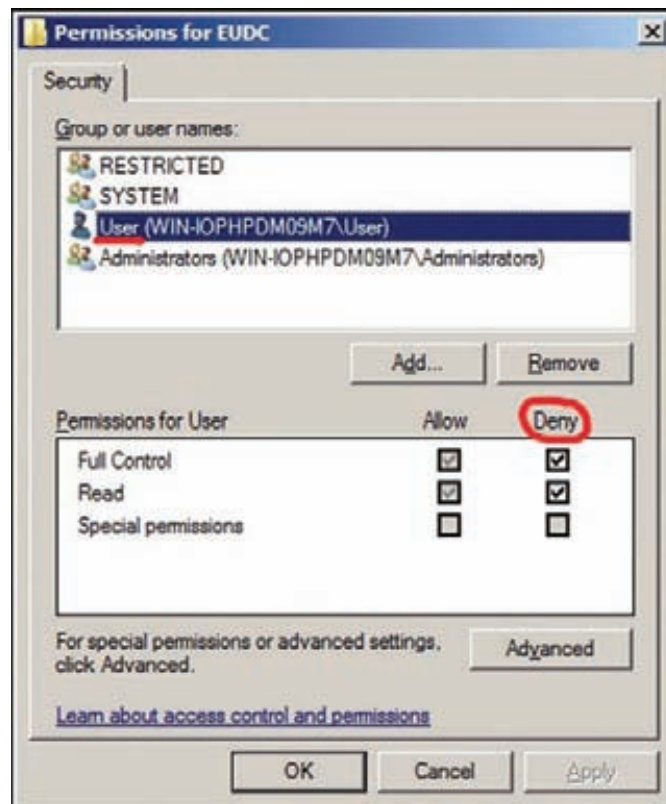 Permissions for EUDC
Security
Group or user names:
RESTRICTED
SYSTEM
User (WIN-IOPHPDM09M7\User)
Administrators (WIN-IOPHPDM09M7\Administrators)
Add... Remove
Permissions for User Allow Deny
Full Control
Read
Special permissions
For special permissions or advanced settings, click Advanced. Advanced
Learn about access control and permissions
OK Cancel Apply